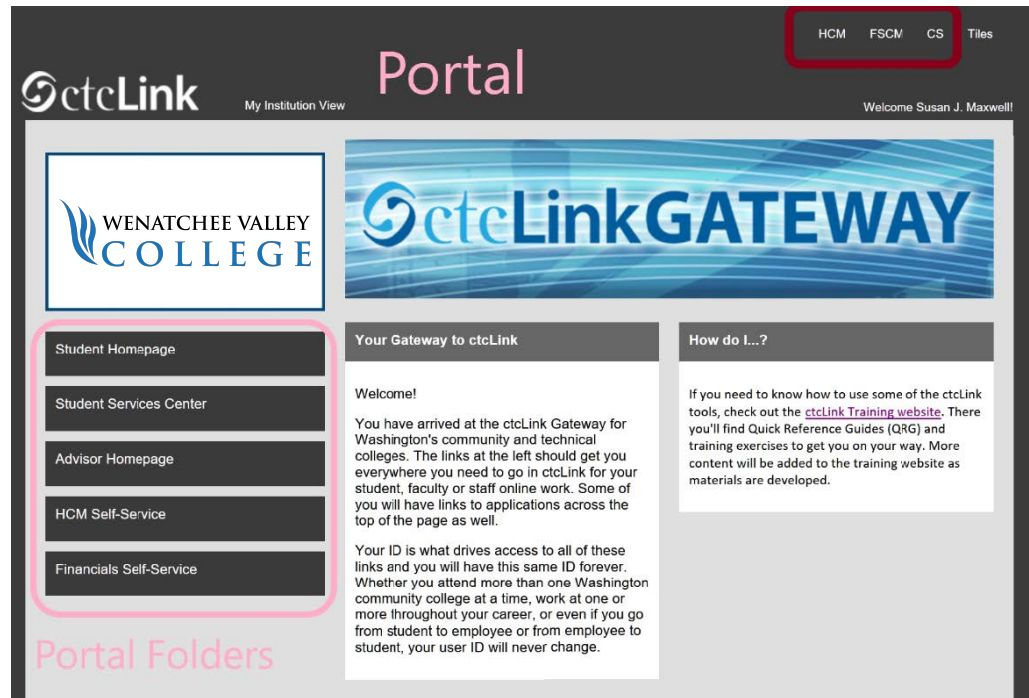 HCM FSCM CS Tiles
Portal
ctcLink My Institution View
Welcome Susan J. Maxwell!
WENATCHEE VALLEY
COLLEGE
ctcLinkGATEWAY
Student Homepage
Student Services Center
Advisor Homepage
HCM Self-Service
Financials Self-Service
Portal Folders
Your Gateway to ctcLink
Welcome!
You have arrived at the ctcLink Gateway for
Washington's community and technical
colleges. The links at the left should get you
everywhere you need to go in ctcLink for your
student, faculty or staff online work. Some of
you will have links to applications across the
top of the page as well.
Your ID is what drives access to all of these
links and you will have this same ID forever.
Whether you attend more than one Washington
community college at a time, work at one or
more throughout your career, or even if you go
from student to employee or from employee to
student, your user ID will never change.
How do I...?
If you need to know how to use some of the ctcLink
tools, check out the ctcLink Training website. There
you'll find Quick Reference Guides (QRG) and
training exercises to get you on your way. More
content will be added to the training website as
materials are developed.